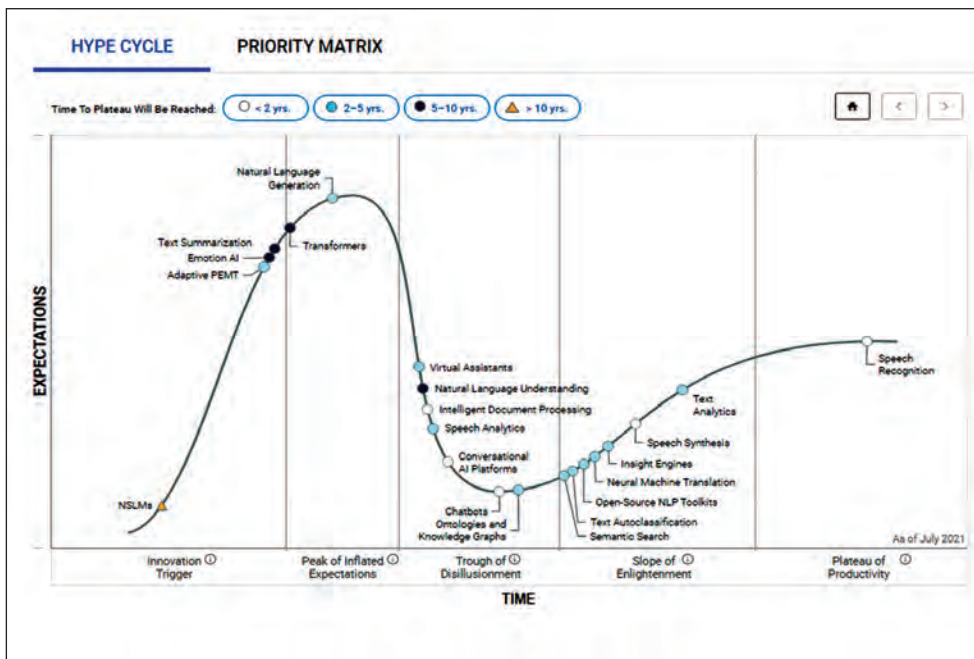 HYPE CYCLE
PRIORITY MATRIX
Time To Plateau Will Be Reached:
< 2 yrs.
2–5 yrs.
5–10 yrs.
> 10 yrs.
EXPECTATIONS
Natural Language
Generation
Text Summarization
Emotion AI
Adaptive PEMT
Transformers
NSLMs
Virtual Assistants
Natural Language Understanding
Intelligent Document Processing
Speech Analytics
Conversational
AI Platforms
Chatbots
Ontologies and
Knowledge Graphs
Speech
Recognition
Text
Analytics
Speech Synthesis
Insight Engines
Neural Machine Translation
Open-Source NLP Toolkits
Text Autoclassification
Semantic Search
As of July 2021
Innovation
Trigger
Peak of Inflated
Expectations
Trough of
Disillusionment
Slope of
Enlightenment
Plateau of
Productivity
TIME